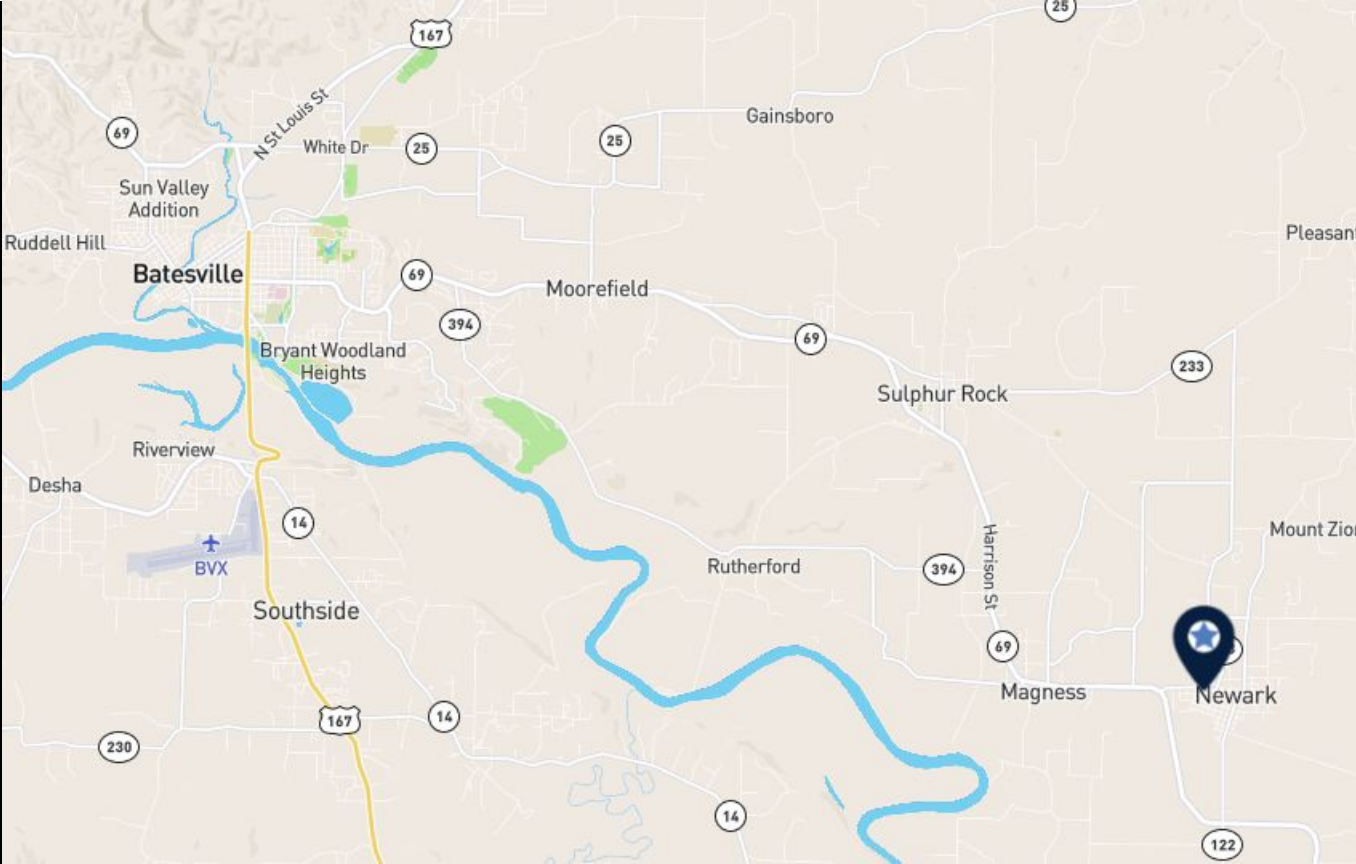 25
167
69
N St Louis St
White Dr
25
25
Gainsboro
Sun Valley
Addition
Ruddell Hill
Pleasant
Batesville
69
Moorefield
394
69
Bryant Woodland
Heights
233
Sulphur Rock
Riverview
Desha
14
BVX
Mount Zion
Harrison St
Rutherford
394
Southside
69
Magness
Newark
167
14
230
14
122